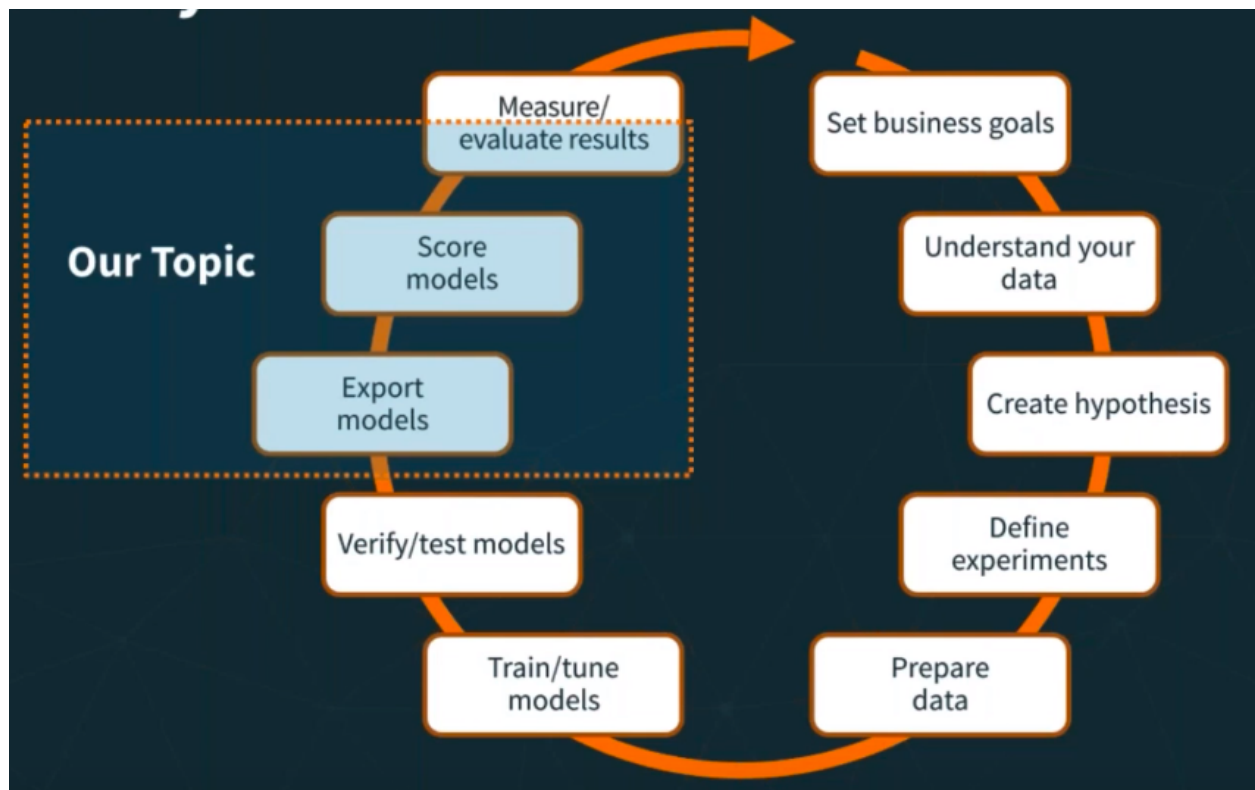 Measure/
evaluate results
Set business goals
Our Topic
Score
models
Understand your
data
Export
models
Create hypothesis
Verify/test models
Define
experiments
Train/tune
models
Prepare
data